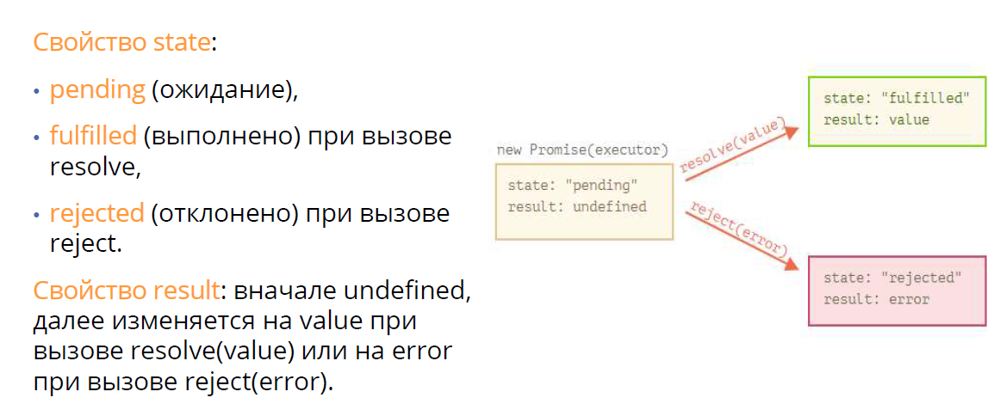 Свойство state:
• pending (ожидание),
• fulfilled (выполнено) при вызове
resolve,
• rejected (отклонено) при вызове
reject.
Свойство result: вначале undefined,
далее изменяется на value при
вызове resolve(value) или на error
при вызове reject(error).
new Promise(executor)
state: "pending"
result: undefined
resolve(value)
reject(error)
state: "fulfilled"
result: value
state: "rejected"
result: error